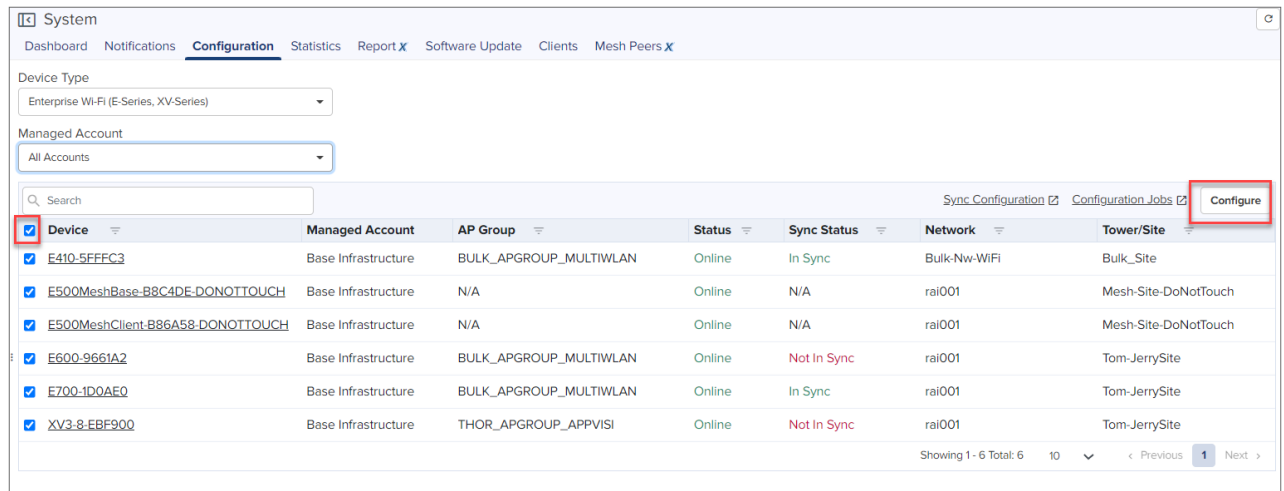 System
Dashboard Notifications Configuration Statistics Report X Software Update Clients Mesh Peers X
Device Type
Enterprise Wi-Fi (E-Series, XV-Series)
Managed Account
All Accounts
Search Sync Configuration Configuration Jobs Configure
Device Managed Account AP Group Status Sync Status Network Tower/Site
E410-5FFFC3 Base Infrastructure BULK_APGROUP_MULTIWLAN Online In Sync Bulk-Nw-WiFi Bulk_Site
E500MeshBase-B8C4DE-DONOTTOUCH Base Infrastructure N/A Online N/A rai001 Mesh-Site-DoNotTouch
E500MeshClient-B86A58-DONOTTOUCH Base Infrastructure N/A Online N/A rai001 Mesh-Site-DoNotTouch
E600-9661A2 Base Infrastructure BULK_APGROUP_MULTIWLAN Online Not In Sync rai001 Tom-JerrySite
E700-1D0AE0 Base Infrastructure BULK_APGROUP_MULTIWLAN Online In Sync rai001 Tom-JerrySite
XV3-8-EBF900 Base Infrastructure THOR_APGROUP_APPVISI Online Not In Sync rai001 Tom-JerrySite
Showing 1 - 6 Total: 6 10 ‹ Previous 1 Next ›